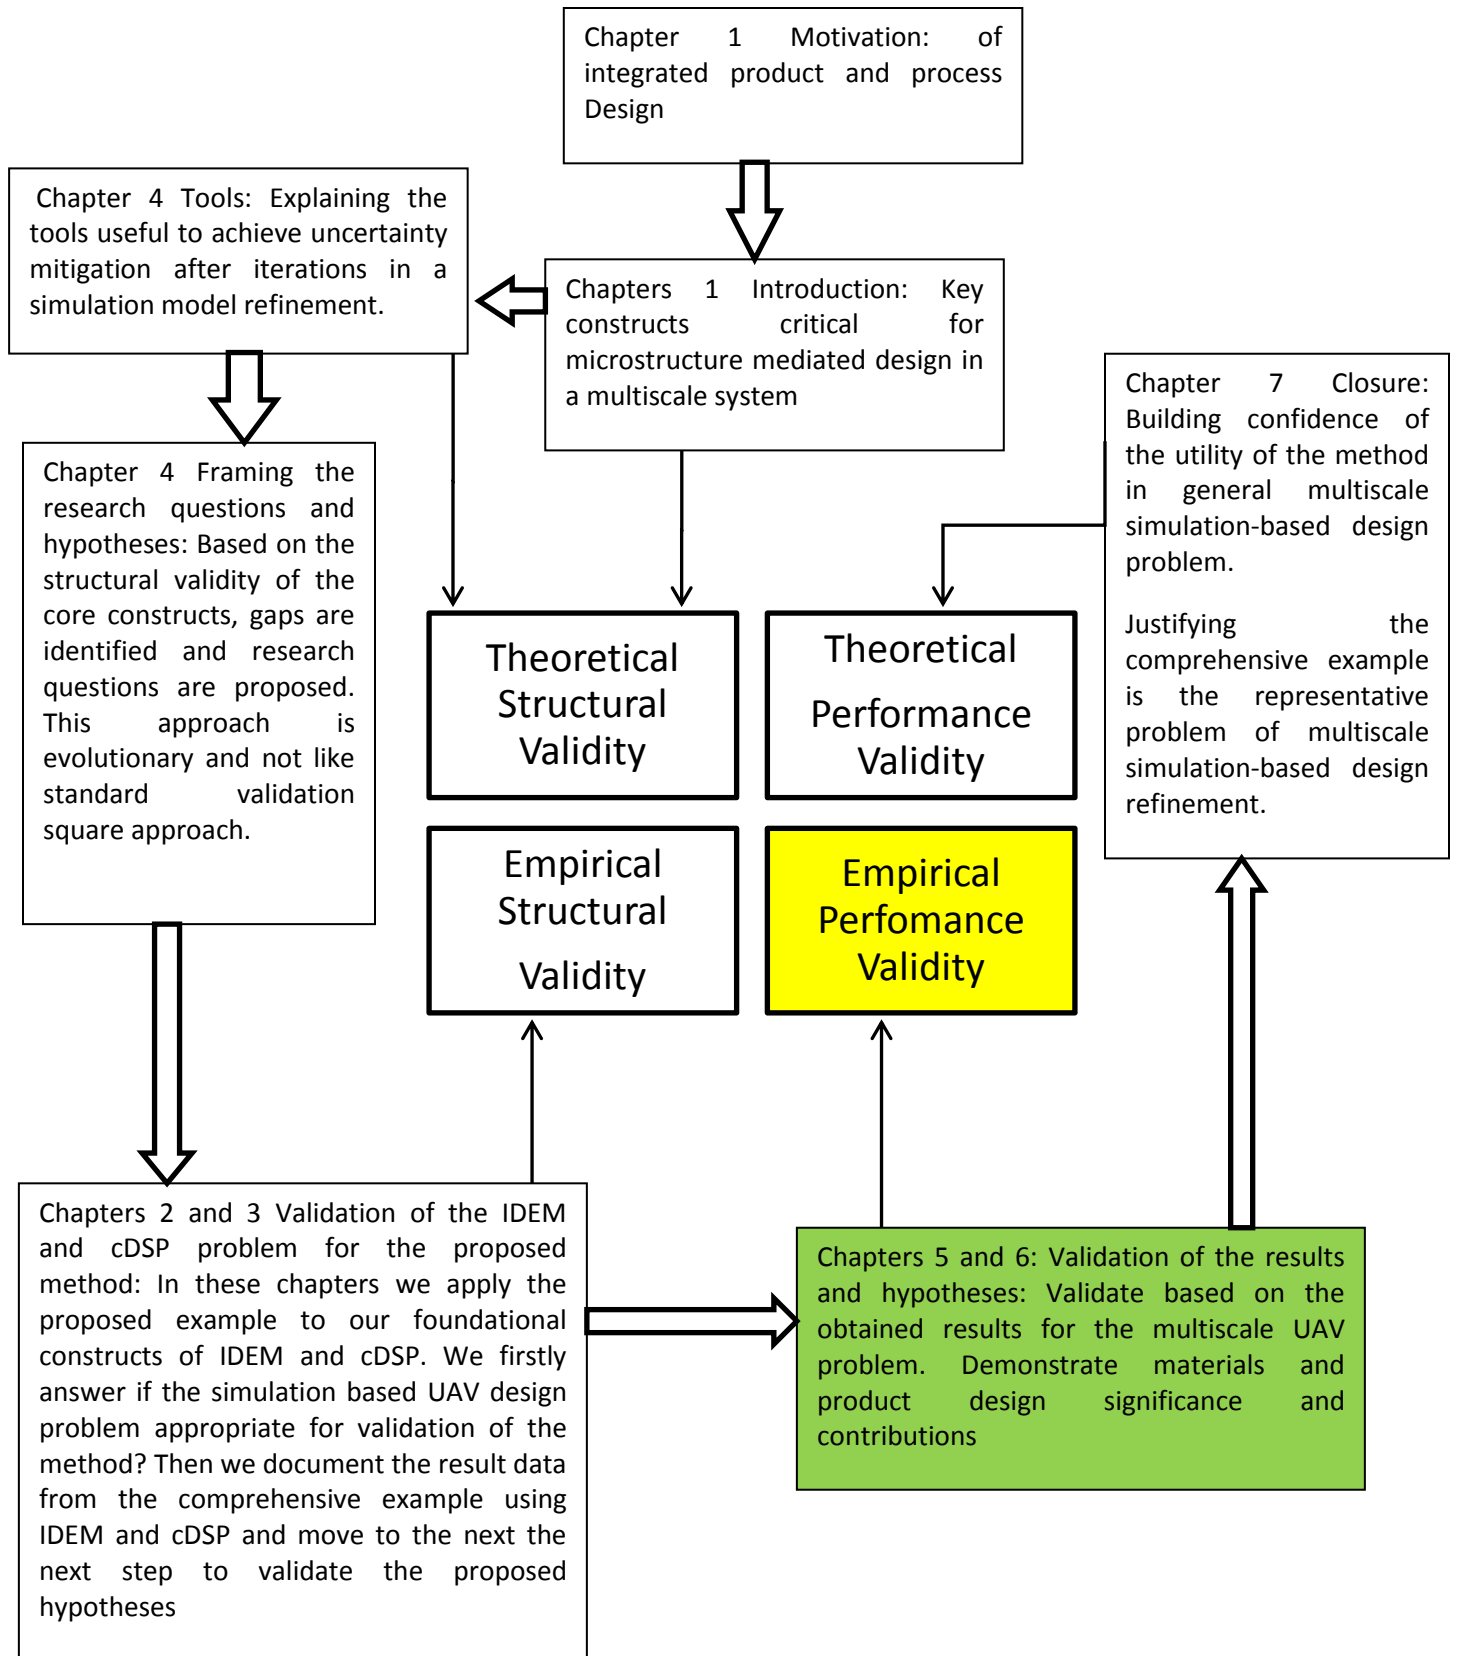 Chapter 1 Motivation: of
integrated product and process
Design
Chapter 4 Tools: Explaining the
tools useful to achieve uncertainty
mitigation after iterations in a
simulation model refinement.
Chapters 1 Introduction: Key
constructs critical for
microstructure mediated design in
a multiscale system
Chapter 7 Closure:
Building confidence of
the utility of the method
in general multiscale
simulation-based design
problem.
Justifying the
comprehensive example
is the representative
problem of multiscale
simulation-based design
refinement.
Chapter 4 Framing the
research questions and
hypotheses: Based on the
structural validity of the
core constructs, gaps are
identified and research
questions are proposed.
This approach is
evolutionary and not like
standard validation
square approach.
Theoretical
Structural
Validity
Theoretical
Performance
Validity
Empirical
Structural
Validity
Empirical
Perfomance
Validity
Chapters 2 and 3 Validation of the IDEM
and cDSP problem for the proposed
method: In these chapters we apply the
proposed example to our foundational
constructs of IDEM and cDSP. We firstly
answer if the simulation based UAV design
problem appropriate for validation of the
method? Then we document the result data
from the comprehensive example using
IDEM and cDSP and move to the next the
next step to validate the proposed
hypotheses
Chapters 5 and 6: Validation of the results
and hypotheses: Validate based on the
obtained results for the multiscale UAV
problem. Demonstrate materials and
product design significance and
contributions